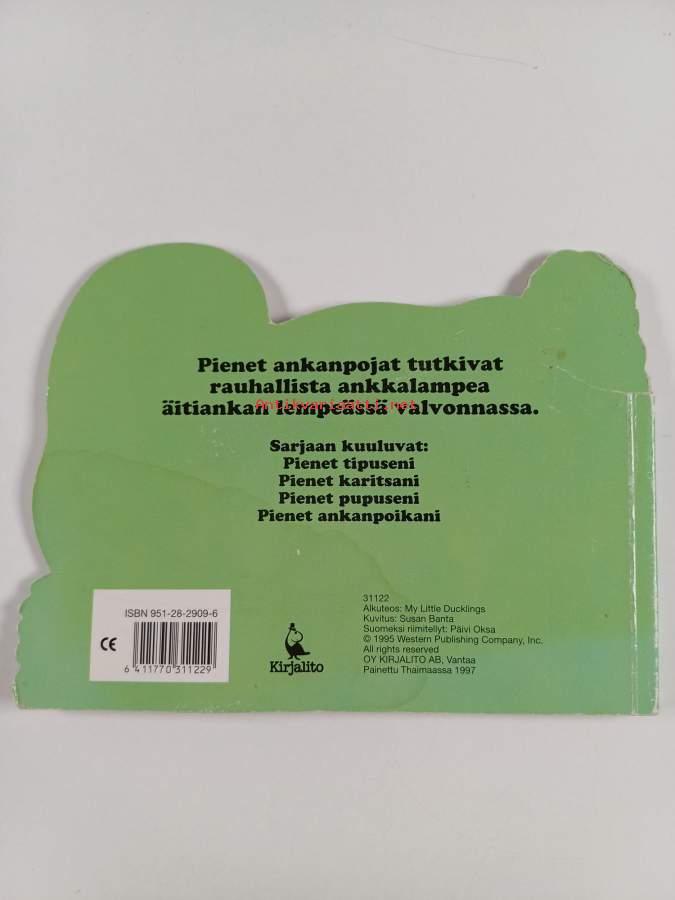 Pienet ankanpojat tutkivat
rauhallista ankkalampea
äitiankan lempeässä valvonnassa.
Antikvariaatti.net
Sarjaan kuuluvat:
Pienet tipuseni
Pienet karitsani
Pienet pupuseni
Pienet ankanpoikani
ISBN 951-28-2909-6
CE
6 411770 311229
Kirjalito
31122
Alkuteos: My Little Ducklings
Kuvitus: Susan Banta
Suomeksi riimitellyt: Päivi Oksa
© 1995 Western Publishing Company, Inc.
All rights reserved
OY KIRJALITO AB, Vantaa
Painettu Thaimaassa 1997